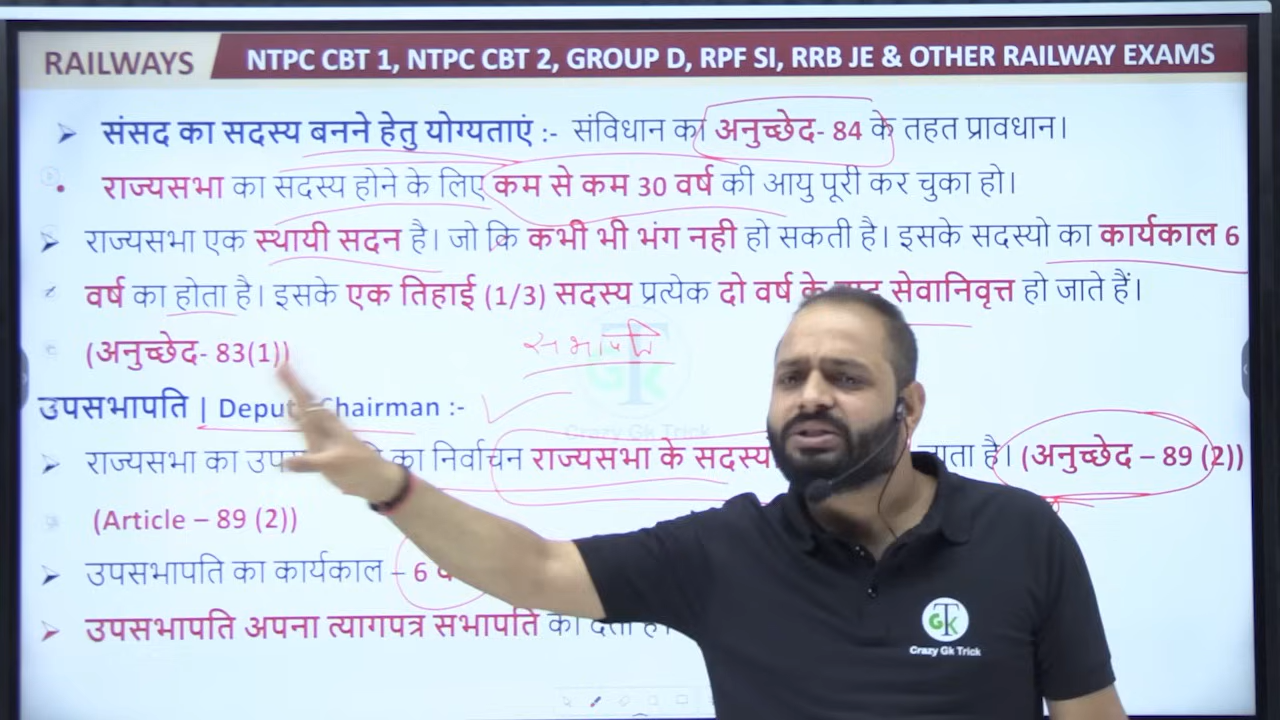 RAILWAYS
NTPC CBT 1, NTPC CBT 2, GROUP D, RPF SI, RRB JE & OTHER RAILWAY EXAMS
➤ संसद का सदस्य बनने हेतु योग्यताएं :- संविधान का अनुच्छेद- 84 के तहत प्रावधान।
• राज्यसभा का सदस्य होने के लिए कम से कम 30 वर्ष की आयु पूरी कर चुका हो।
➤ राज्यसभा एक स्थायी सदन है। जो कि कभी भी भंग नही हो सकती है। इसके सदस्यो का कार्यकाल 6
वर्ष का होता है। इसके एक तिहाई (1/3) सदस्य प्रत्येक दो वर्ष के सेवानिवृत्त हो जाते हैं।
सभापति
(अनुच्छेद- 83(1))
उपसभापति | Chairman :-
➤ राज्यसभा का का निर्वाचन राज्यसभा के सदस्य है। (अनुच्छेद – 89 (2))
(Article – 89 (2))
➤ उपसभापति का कार्यकाल – 6
➤ उपसभापति अपना त्यागपत्र सभापति
GTK
Crazy Gk Trick
Crazy Gk Trick